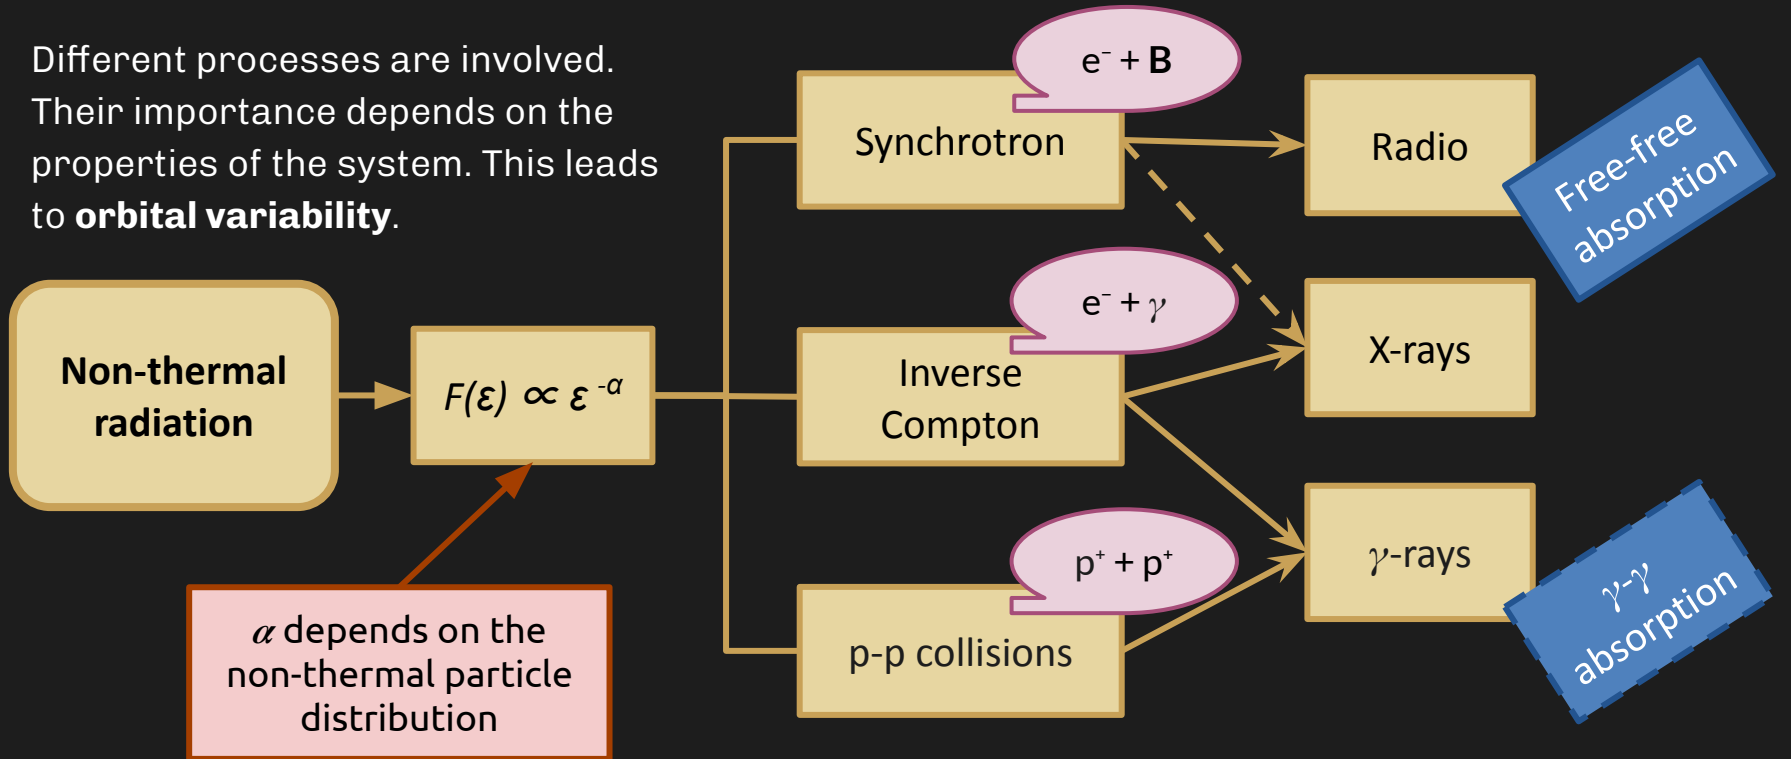 Different processes are involved.
Their importance depends on the
properties of the system. This leads
to orbital variability.
Non-thermal
radiation
F(ε) ∝ ε -α
α depends on the
non-thermal particle
distribution
e⁻ + B
Synchrotron
e⁻ + γ
Inverse
Compton
p⁺ + p⁺
p-p collisions
Radio
Free-free
absorption
X-rays
γ-rays
γ-γ
absorption